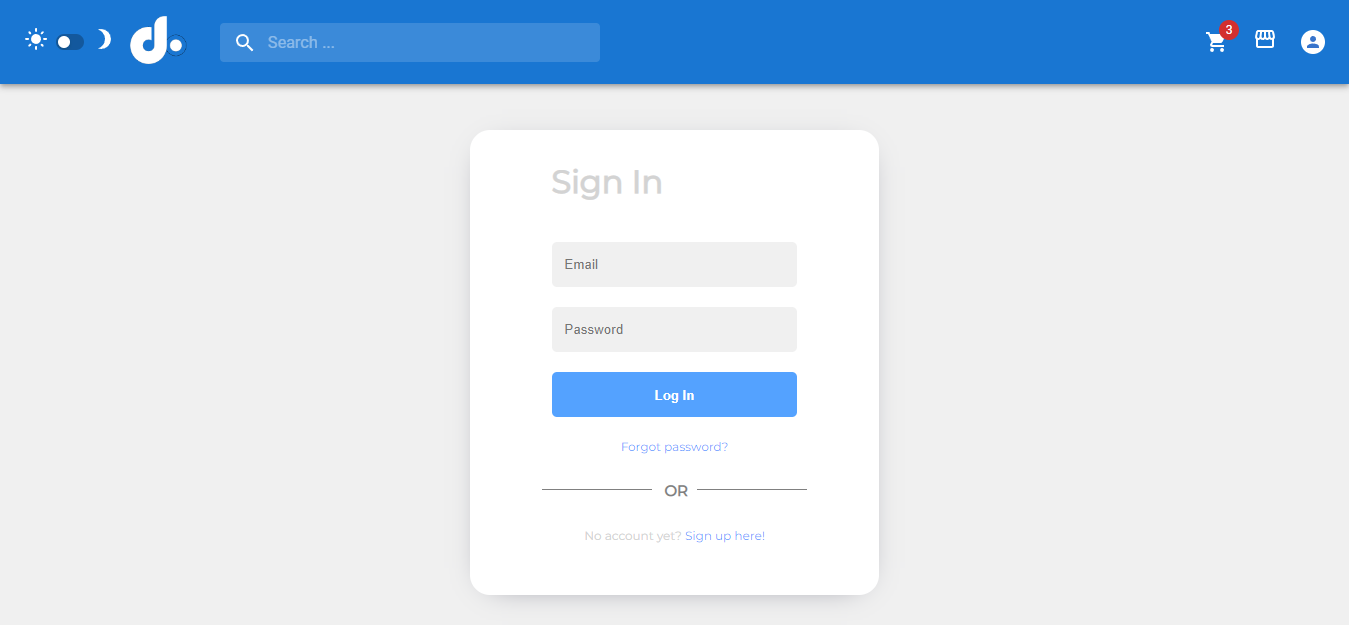 d.
Search ...
3
Sign In
Email
Password
Log In
Forgot password?
OR
No account yet? Sign up here!